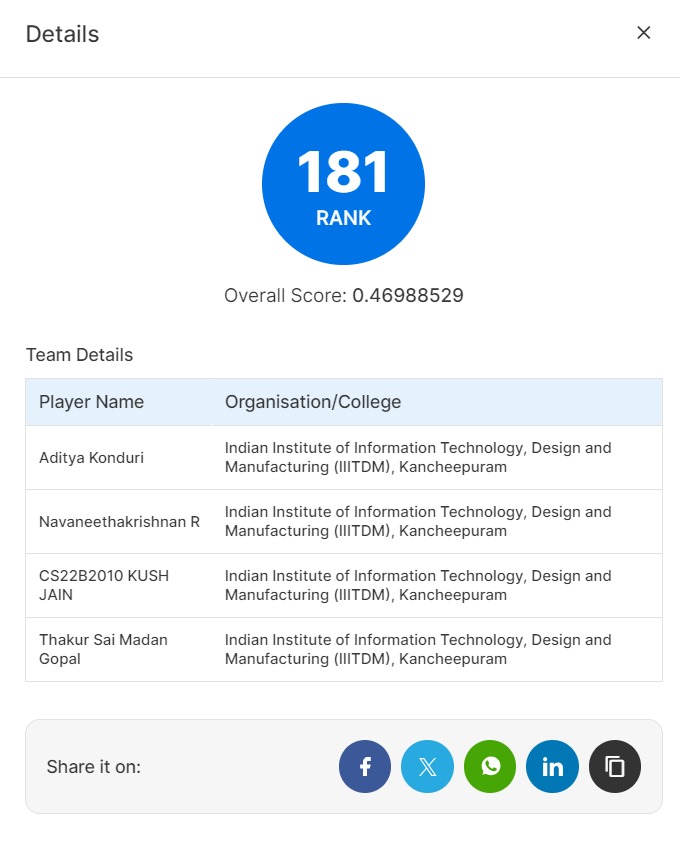 Details
181
RANK
Overall Score: 0.46988529
Team Details
Player Name
Organisation/College
Aditya Konduri
Indian Institute of Information Technology, Design and
Manufacturing (IIITDM), Kancheepuram
Navaneethakrishnan R
Indian Institute of Information Technology, Design and
Manufacturing (IIITDM), Kancheepuram
CS22B2010 KUSH
JAIN
Indian Institute of Information Technology, Design and
Manufacturing (IIITDM), Kancheepuram
Thakur Sai Madan
Gopal
Indian Institute of Information Technology, Design and
Manufacturing (IIITDM), Kancheepuram
Share it on: